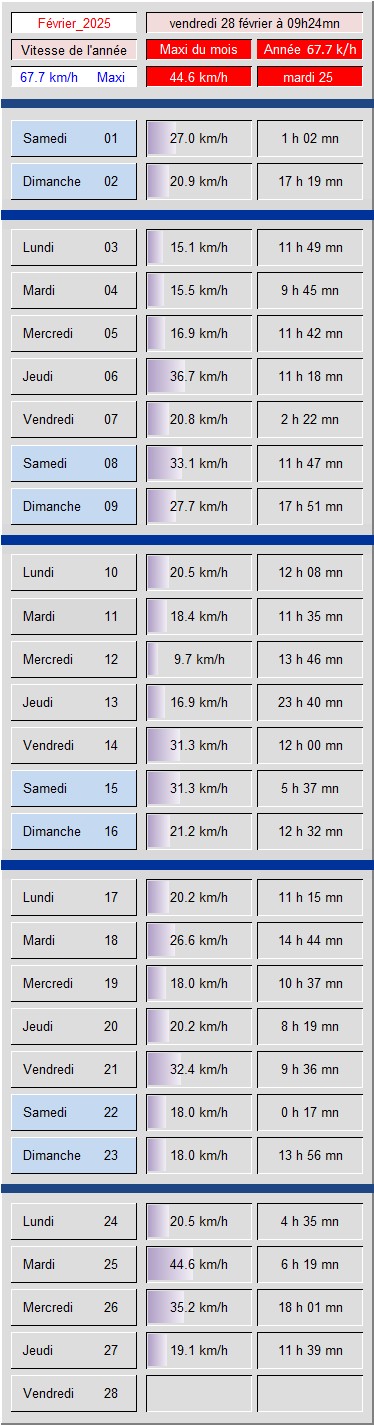 Février_2025 vendredi 28 février à 09h24mn
Vitesse de l'année Maxi du mois Année 67.7 k/h
67.7 km/h Maxi 44.6 km/h mardi 25
Samedi 01 27.0 km/h 1 h 02 mn
Dimanche 02 20.9 km/h 17 h 19 mn
Lundi 03 15.1 km/h 11 h 49 mn
Mardi 04 15.5 km/h 9 h 45 mn
Mercredi 05 16.9 km/h 11 h 42 mn
Jeudi 06 36.7 km/h 11 h 18 mn
Vendredi 07 20.8 km/h 2 h 22 mn
Samedi 08 33.1 km/h 11 h 47 mn
Dimanche 09 27.7 km/h 17 h 51 mn
Lundi 10 20.5 km/h 12 h 08 mn
Mardi 11 18.4 km/h 11 h 35 mn
Mercredi 12 9.7 km/h 13 h 46 mn
Jeudi 13 16.9 km/h 23 h 40 mn
Vendredi 14 31.3 km/h 12 h 00 mn
Samedi 15 31.3 km/h 5 h 37 mn
Dimanche 16 21.2 km/h 12 h 32 mn
Lundi 17 20.2 km/h 11 h 15 mn
Mardi 18 26.6 km/h 14 h 44 mn
Mercredi 19 18.0 km/h 10 h 37 mn
Jeudi 20 20.2 km/h 8 h 19 mn
Vendredi 21 32.4 km/h 9 h 36 mn
Samedi 22 18.0 km/h 0 h 17 mn
Dimanche 23 18.0 km/h 13 h 56 mn
Lundi 24 20.5 km/h 4 h 35 mn
Mardi 25 44.6 km/h 6 h 19 mn
Mercredi 26 35.2 km/h 18 h 01 mn
Jeudi 27 19.1 km/h 11 h 39 mn
Vendredi 28